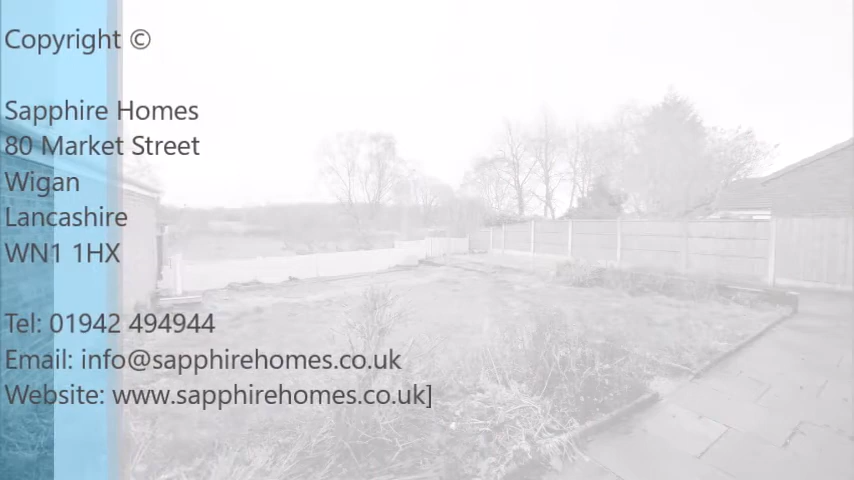 Copyright ©
Sapphire Homes
80 Market Street
Wigan
Lancashire
WN1 1HX
Tel: 01942 494944
Email: info@sapphirehomes.co.uk
Website: www.sapphirehomes.co.uk]